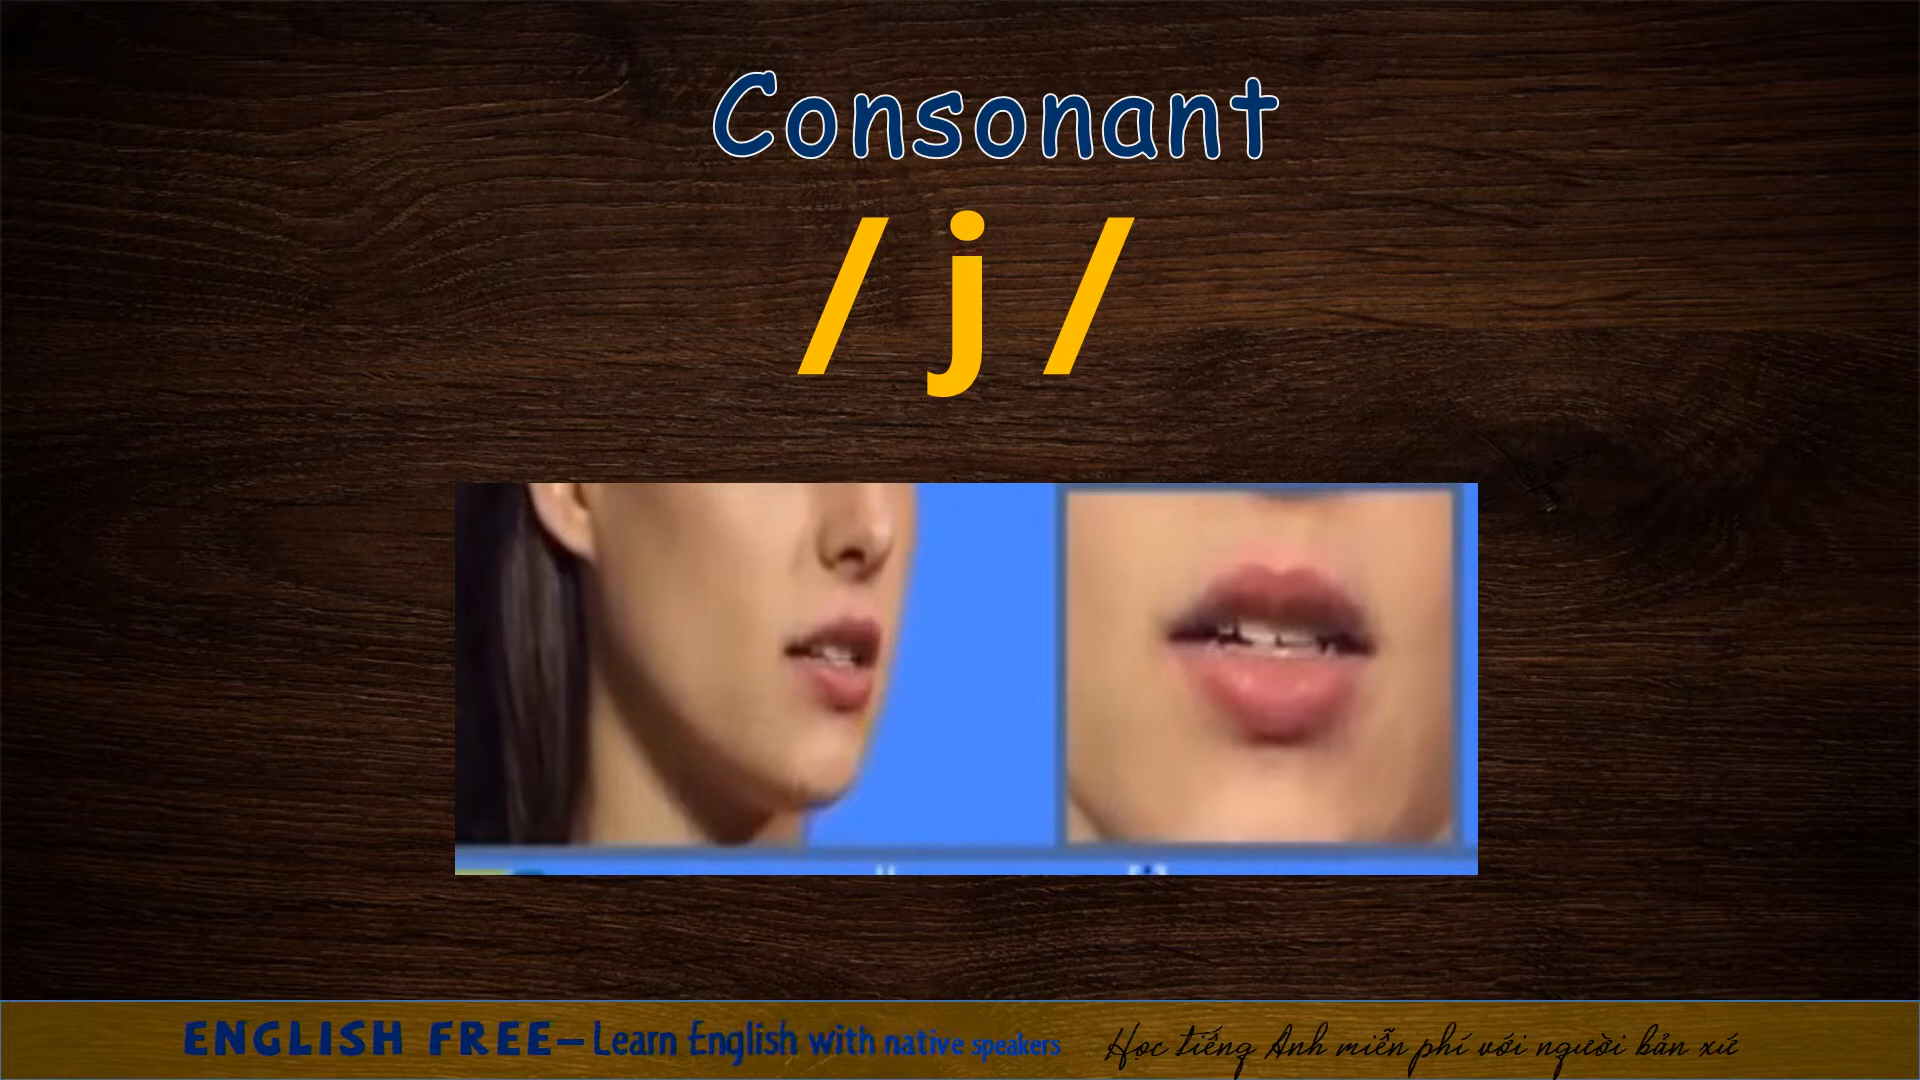 Consonant
/ j /
ENGLISH FREE – Learn English with native speakers Học tiếng Anh miễn phí với người bản xứ